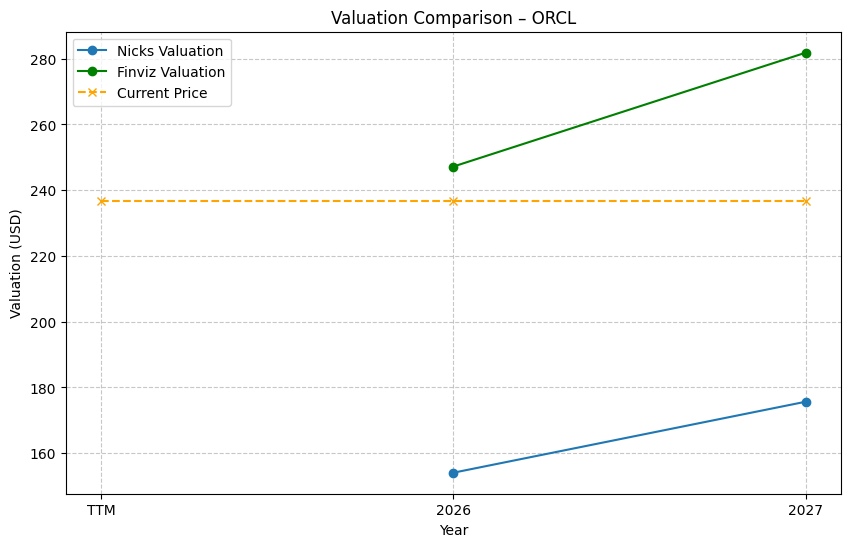 Valuation Comparison – ORCL
Nicks Valuation
Finviz Valuation
Current Price
Valuation (USD)
280
260
240
220
200
180
160
TTM
2026
2027
Year